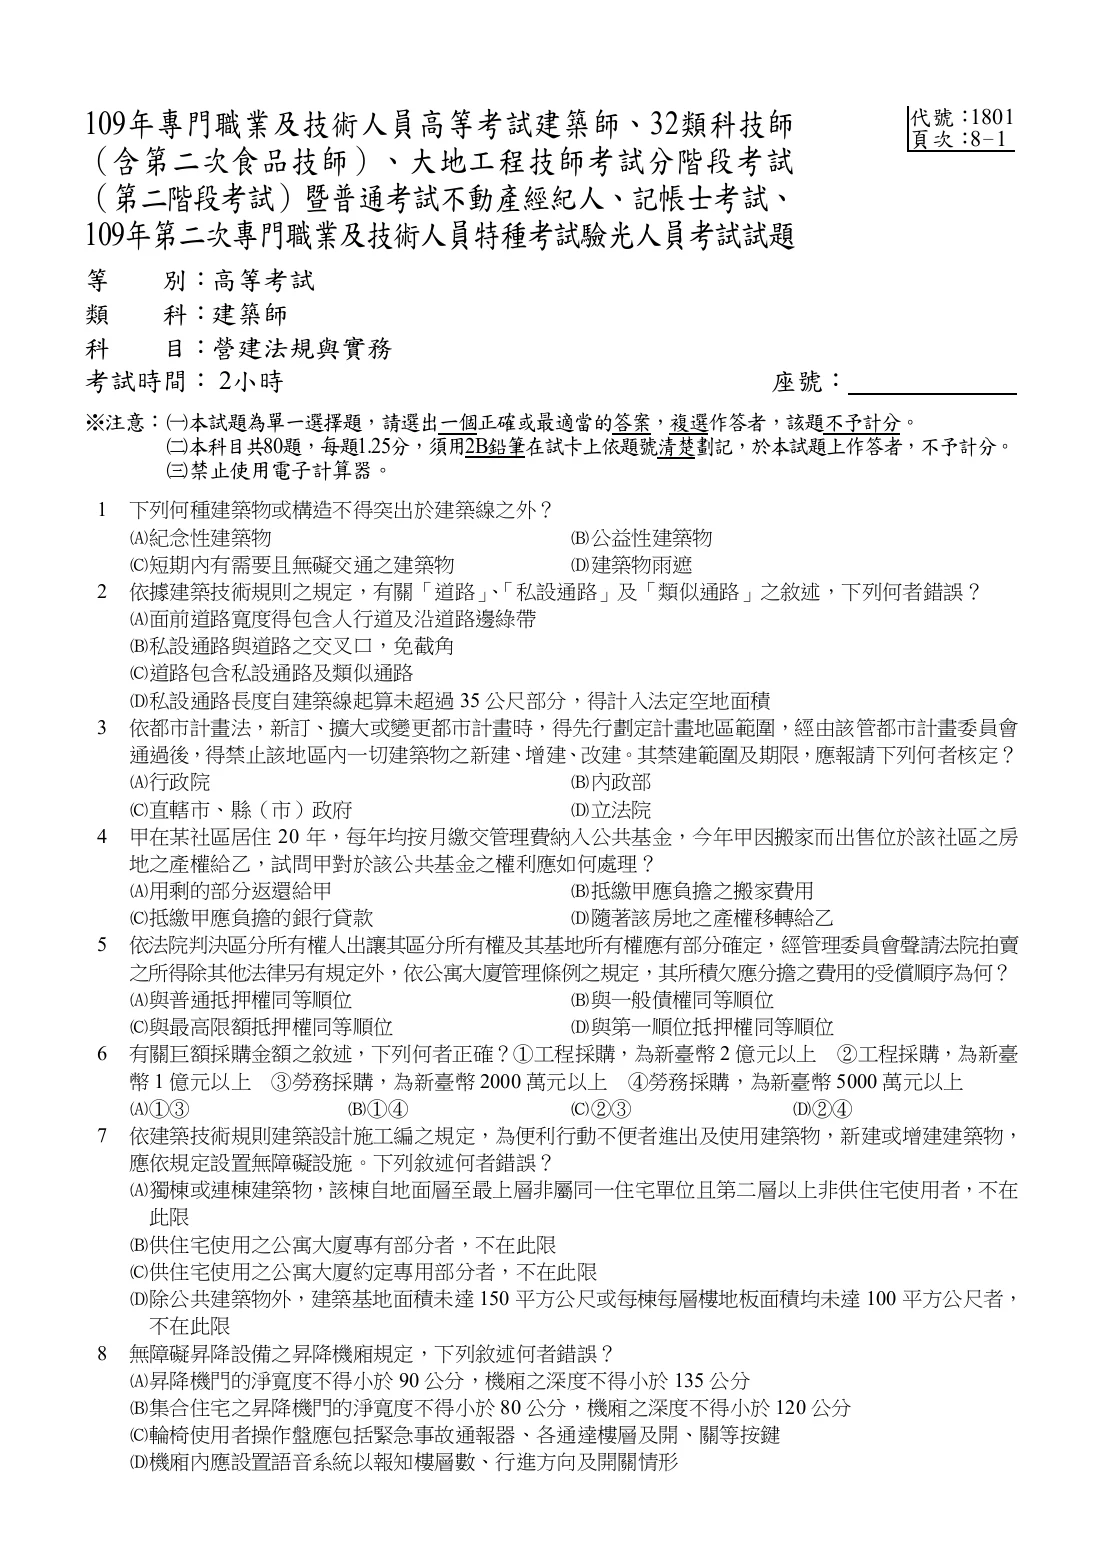 109年專門職業及技術人員高等考試建築師、32類科技師
（含第二次食品技師）、大地工程技師考試分階段考試
（第二階段考試）暨普通考試不動產經紀人、記帳士考試、
109年第二次專門職業及技術人員特種考試驗光人員考試試題
代號：1801
頁次：8－1
等　　別：高等考試
類　　科：建築師
科　　目：營建法規與實務
考試時間： 2小時
座號：
※注意：㈠本試題為單一選擇題，請選出一個正確或最適當的答案，複選作答者，該題不予計分。
㈡本科目共80題，每題1.25分，須用2B鉛筆在試卡上依題號清楚劃記，於本試題上作答者，不予計分。
㈢禁止使用電子計算器。
1 下列何種建築物或構造不得突出於建築線之外？
(A)紀念性建築物 (B)公益性建築物
(C)短期內有需要且無礙交通之建築物 (D)建築物雨遮
2 依據建築技術規則之規定，有關「道路」、「私設通路」及「類似通路」之敘述，下列何者錯誤？
(A)面前道路寬度得包含人行道及沿道路邊綠帶
(B)私設通路與道路之交叉口，免截角
(C)道路包含私設通路及類似通路
(D)私設通路長度自建築線起算未超過 35 公尺部分，得計入法定空地面積
3 依都市計畫法，新訂、擴大或變更都市計畫時，得先行劃定計畫地區範圍，經由該管都市計畫委員會
通過後，得禁止該地區內一切建築物之新建、增建、改建。其禁建範圍及期限，應報請下列何者核定？
(A)行政院 (B)內政部
(C)直轄市、縣（市）政府 (D)立法院
4 甲在某社區居住 20 年，每年均按月繳交管理費納入公共基金，今年甲因搬家而出售位於該社區之房
地之產權給乙，試問甲對於該公共基金之權利應如何處理？
(A)用剩的部分返還給甲 (B)抵繳甲應負擔之搬家費用
(C)抵繳甲應負擔的銀行貸款 (D)隨著該房地之產權移轉給乙
5 依法院判決區分所有權人出讓其區分所有權及其基地所有權應有部分確定，經管理委員會聲請法院拍賣
之所得除其他法律另有規定外，依公寓大廈管理條例之規定，其所積欠應分擔之費用的受償順序為何？
(A)與普通抵押權同等順位 (B)與一般債權同等順位
(C)與最高限額抵押權同等順位 (D)與第一順位抵押權同等順位
6 有關巨額採購金額之敘述，下列何者正確？①工程採購，為新臺幣 2 億元以上　②工程採購，為新臺
幣 1 億元以上　③勞務採購，為新臺幣 2000 萬元以上　④勞務採購，為新臺幣 5000 萬元以上
(A)①③ (B)①④ (C)②③ (D)②④
7 依建築技術規則建築設計施工編之規定，為便利行動不便者進出及使用建築物，新建或增建建築物，
應依規定設置無障礙設施。下列敘述何者錯誤？
(A)獨棟或連棟建築物，該棟自地面層至最上層非屬同一住宅單位且第二層以上非供住宅使用者，不在
此限
(B)供住宅使用之公寓大廈專有部分者，不在此限
(C)供住宅使用之公寓大廈約定專用部分者，不在此限
(D)除公共建築物外，建築基地面積未達 150 平方公尺或每棟每層樓地板面積均未達 100 平方公尺者，
不在此限
8 無障礙昇降設備之昇降機廂規定，下列敘述何者錯誤？
(A)昇降機門的淨寬度不得小於 90 公分，機廂之深度不得小於 135 公分
(B)集合住宅之昇降機門的淨寬度不得小於 80 公分，機廂之深度不得小於 120 公分
(C)輪椅使用者操作盤應包括緊急事故通報器、各通達樓層及開、關等按鍵
(D)機廂內應設置語音系統以報知樓層數、行進方向及開關情形